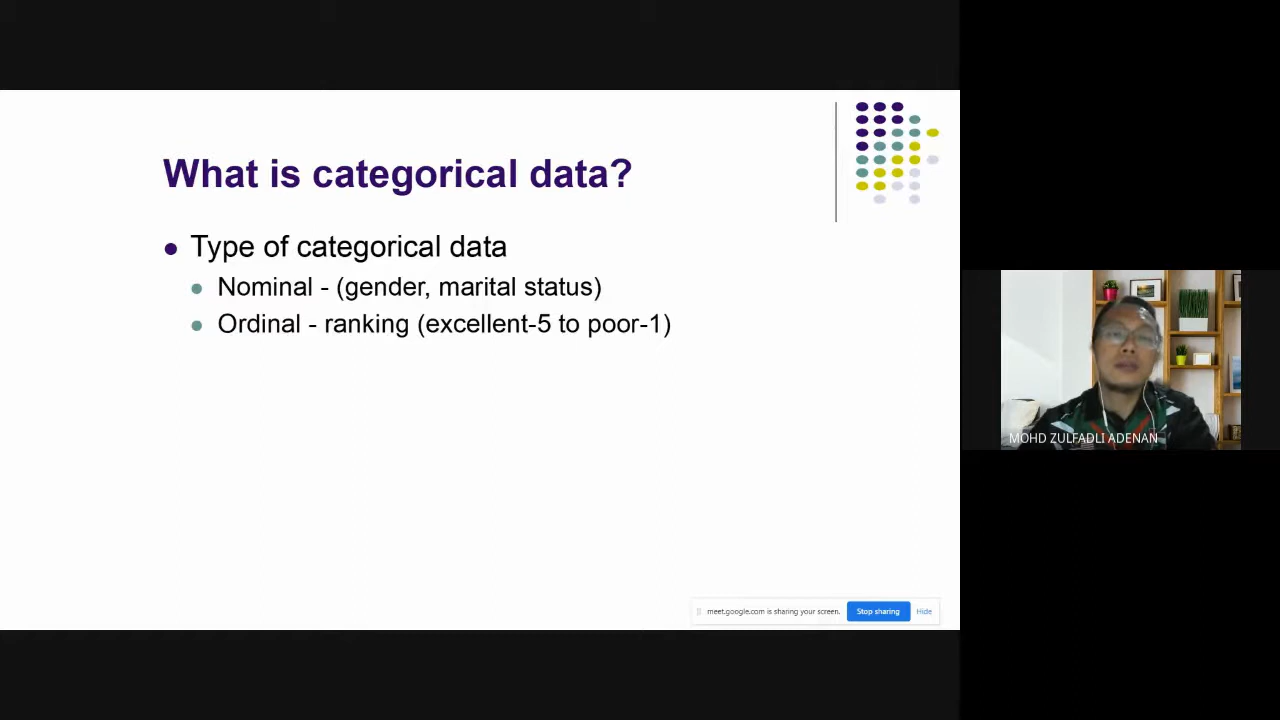 What is categorical data?
Type of categorical data
Nominal - (gender, marital status)
Ordinal - ranking (excellent-5 to poor-1)
MOHD ZULFADLI ADENAN
meet.google.com is sharing your screen. Stop sharing Hide